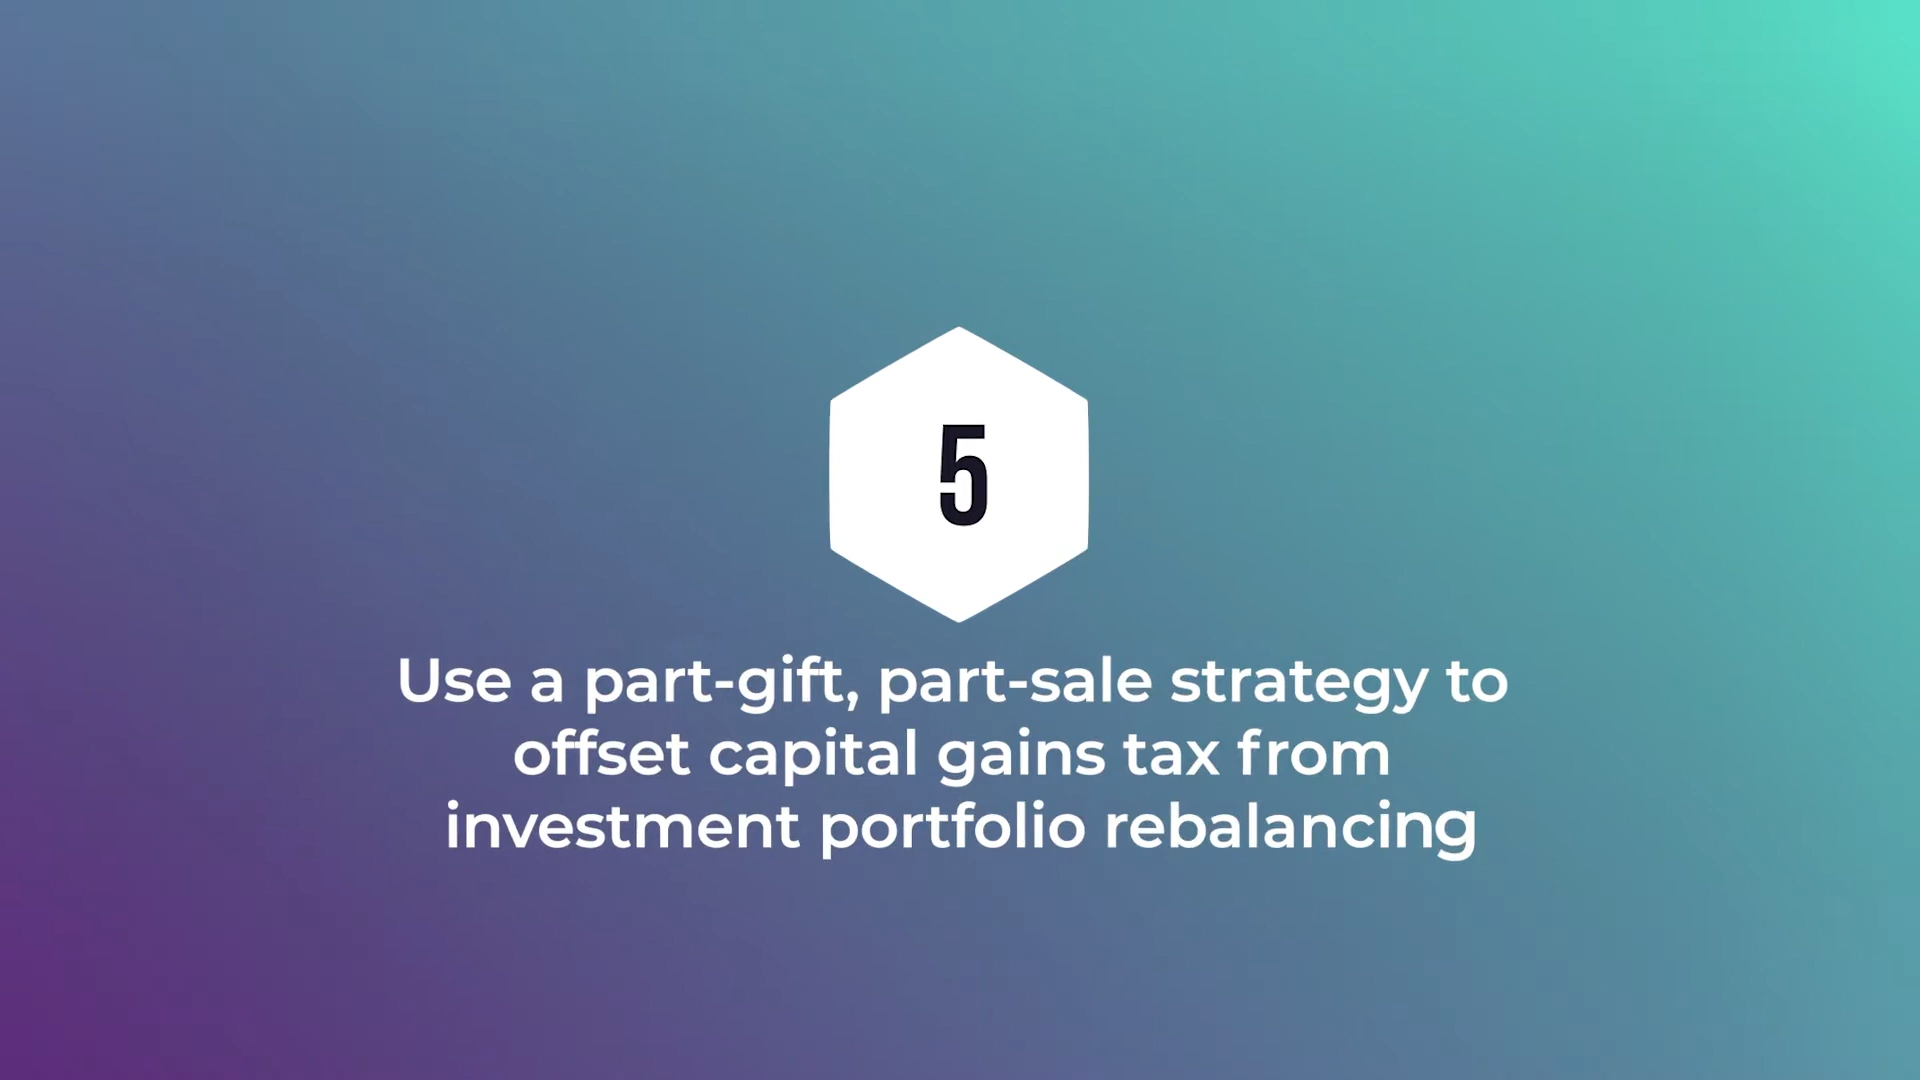 5
Use a part-gift, part-sale strategy to
offset capital gains tax from
investment portfolio rebalancing